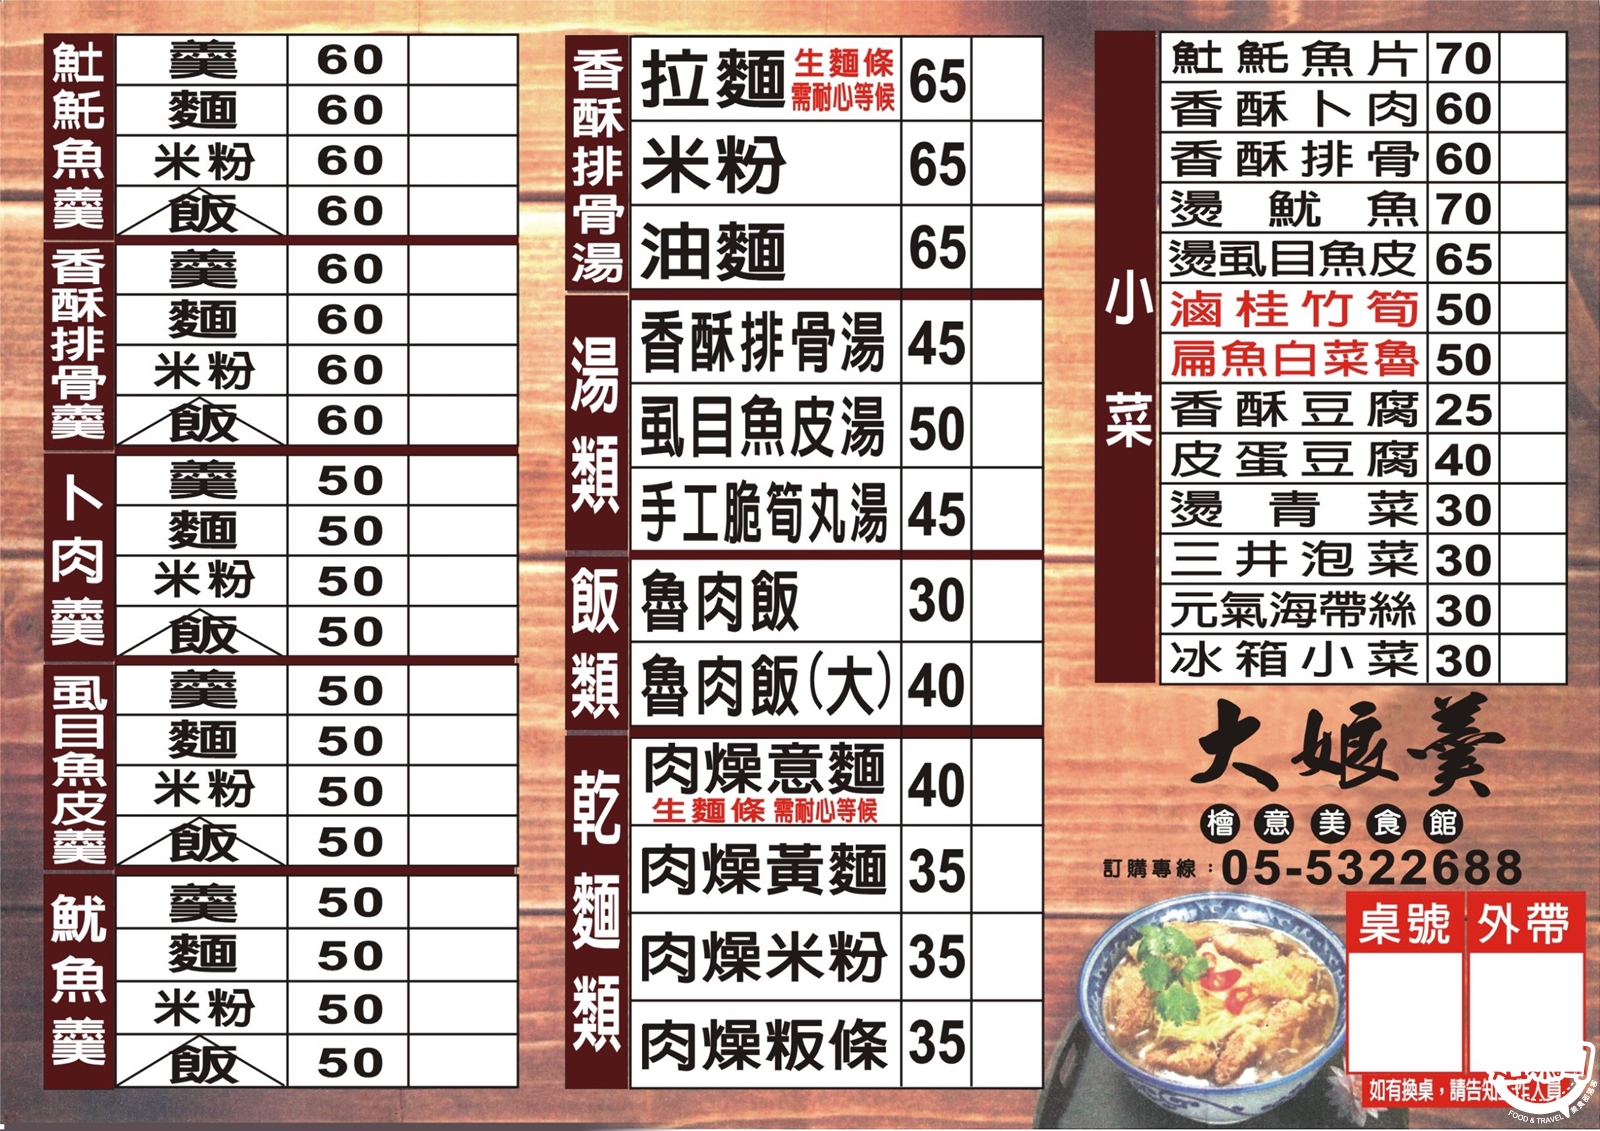 𩵚魠魚羹
羹 60
麵 60
米粉 60
飯 60
香酥排骨羹
羹 60
麵 60
米粉 60
飯 60
卜肉羹
羹 50
麵 50
米粉 50
飯 50
虱目魚皮羹
羹 50
麵 50
米粉 50
飯 50
魷魚羹
羹 50
麵 50
米粉 50
飯 50
香酥排骨湯
拉麵 生麵條 65
需耐心等候
米粉 65
油麵 65
湯類
香酥排骨湯 45
虱目魚皮湯 50
手工脆筍丸湯 45
飯類
魯肉飯 30
魯肉飯(大) 40
乾麵類
肉燥意麵 40
生麵條 需耐心等候
肉燥黃麵 35
肉燥米粉 35
肉燥粄條 35
小菜
𩵚魠魚片 70
香酥卜肉 60
香酥排骨 60
燙魷魚 70
燙虱目魚皮 65
滷桂竹筍 50
扁魚白菜魯 50
香酥豆腐 25
皮蛋豆腐 40
燙青菜 30
三井泡菜 30
元氣海帶絲 30
冰箱小菜 30
大娘羹
檜意美食館
訂購專線：05-5322688
桌號 外帶
如有換桌，請告知工作人員
FOOD & TRAVEL